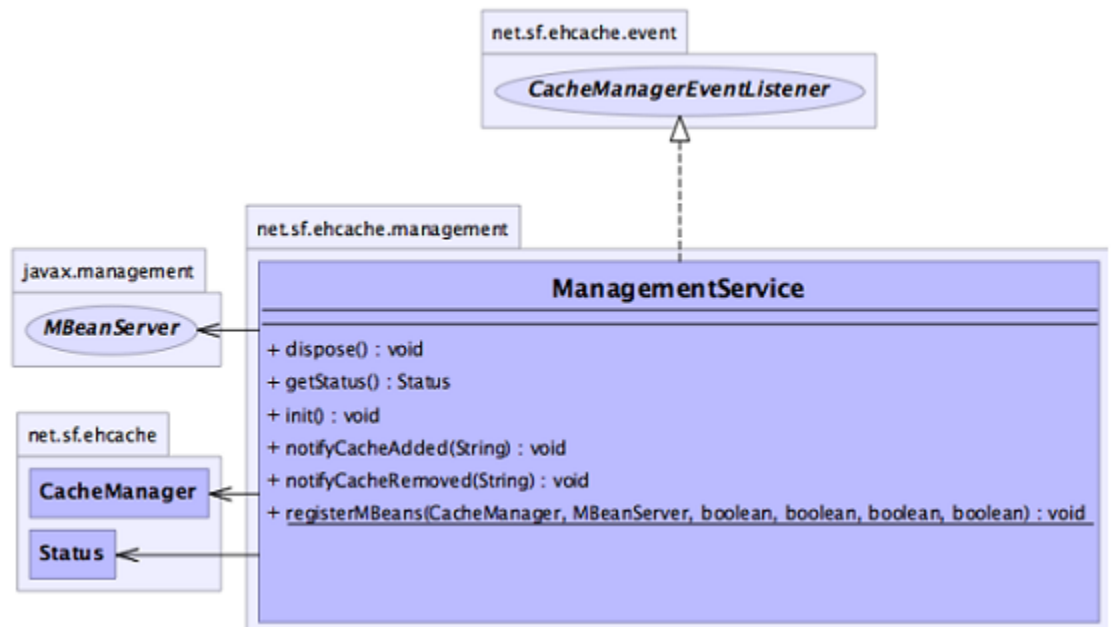 net.sf.ehcache.event
CacheManagerEventListener
net.sf.ehcache.management
javax.management
MBeanServer
ManagementService
+ dispose() : void
+ getStatus() : Status
+ init() : void
+ notifyCacheAdded(String) : void
+ notifyCacheRemoved(String) : void
+ registerMBeans(CacheManager, MBeanServer, boolean, boolean, boolean, boolean) : void
net.sf.ehcache
CacheManager
Status